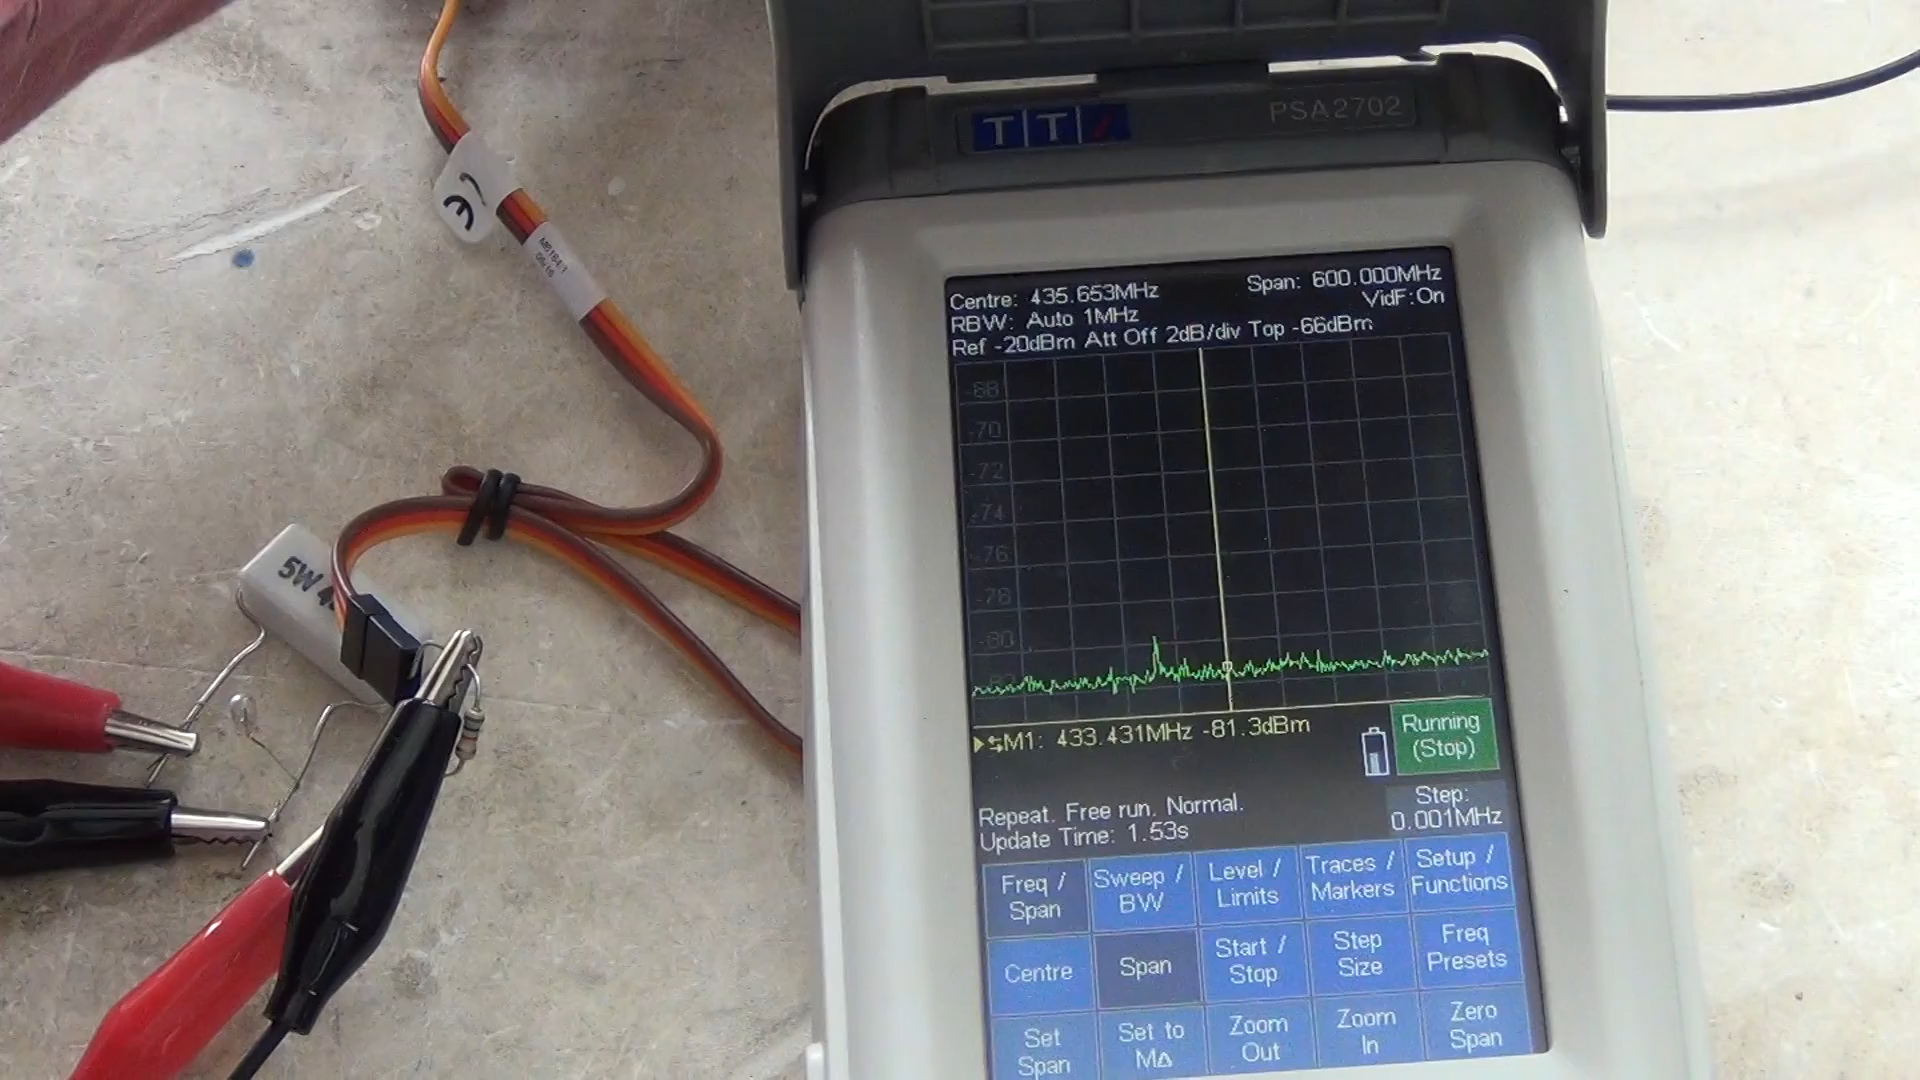 TTi
PSA2702
CE
5W 4
Centre: 435.653MHz
Span: 600.000MHz
RBW: Auto 1MHz
VidF: On
Ref -20dBm Att Off 2dB/div Top -66dBm
-68
-70
-72
-74
-76
-78
-80
-82
M1: 433.431MHz -81.3dBm
Running
(Stop)
Repeat. Free run. Normal.
Update Time: 1.53s
Step:
0.001MHz
Freq /
Span
Sweep /
BW
Level /
Limits
Traces /
Markers
Setup /
Functions
Centre
Span
Start /
Stop
Step
Size
Freq
Presets
Set
Span
Set to
M∆
Zoom
Out
Zoom
In
Zero
Span